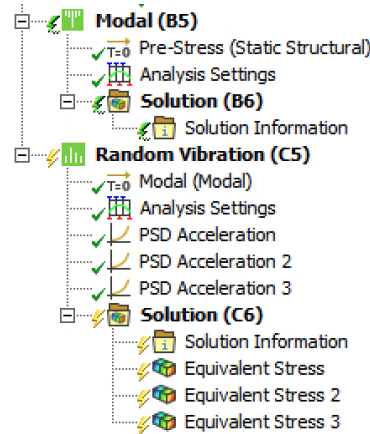 Modal (B5)
T=0 Pre-Stress (Static Structural)
Analysis Settings
Solution (B6)
i Solution Information
Random Vibration (C5)
T=0 Modal (Modal)
Analysis Settings
PSD Acceleration
PSD Acceleration 2
PSD Acceleration 3
Solution (C6)
i Solution Information
Equivalent Stress
Equivalent Stress 2
Equivalent Stress 3